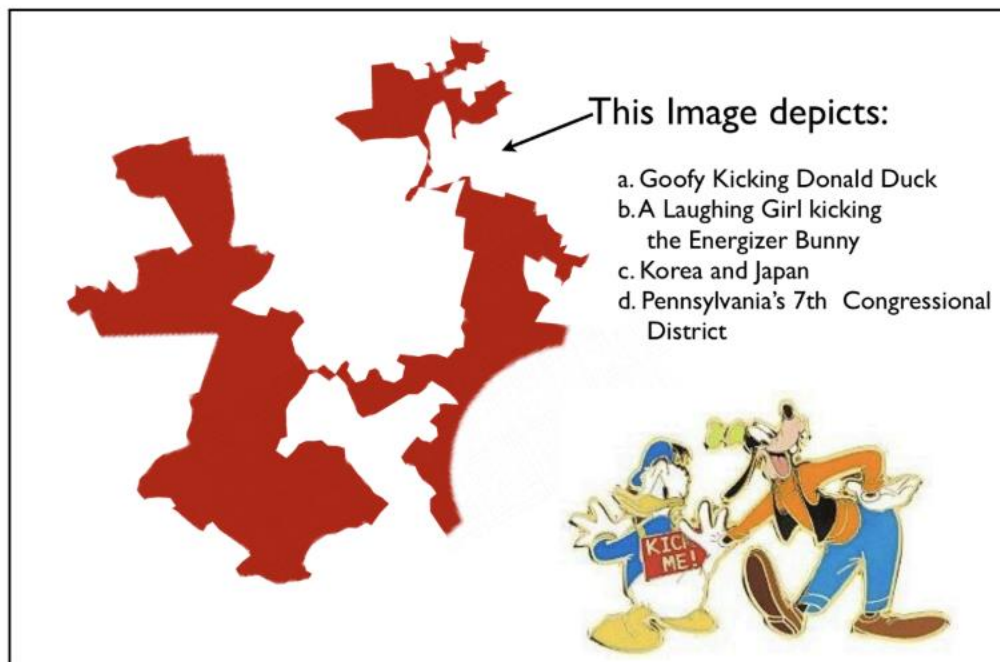 This Image depicts:
a. Goofy Kicking Donald Duck
b. A Laughing Girl kicking
the Energizer Bunny
c. Korea and Japan
d. Pennsylvania's 7th Congressional
District
KICK
ME!